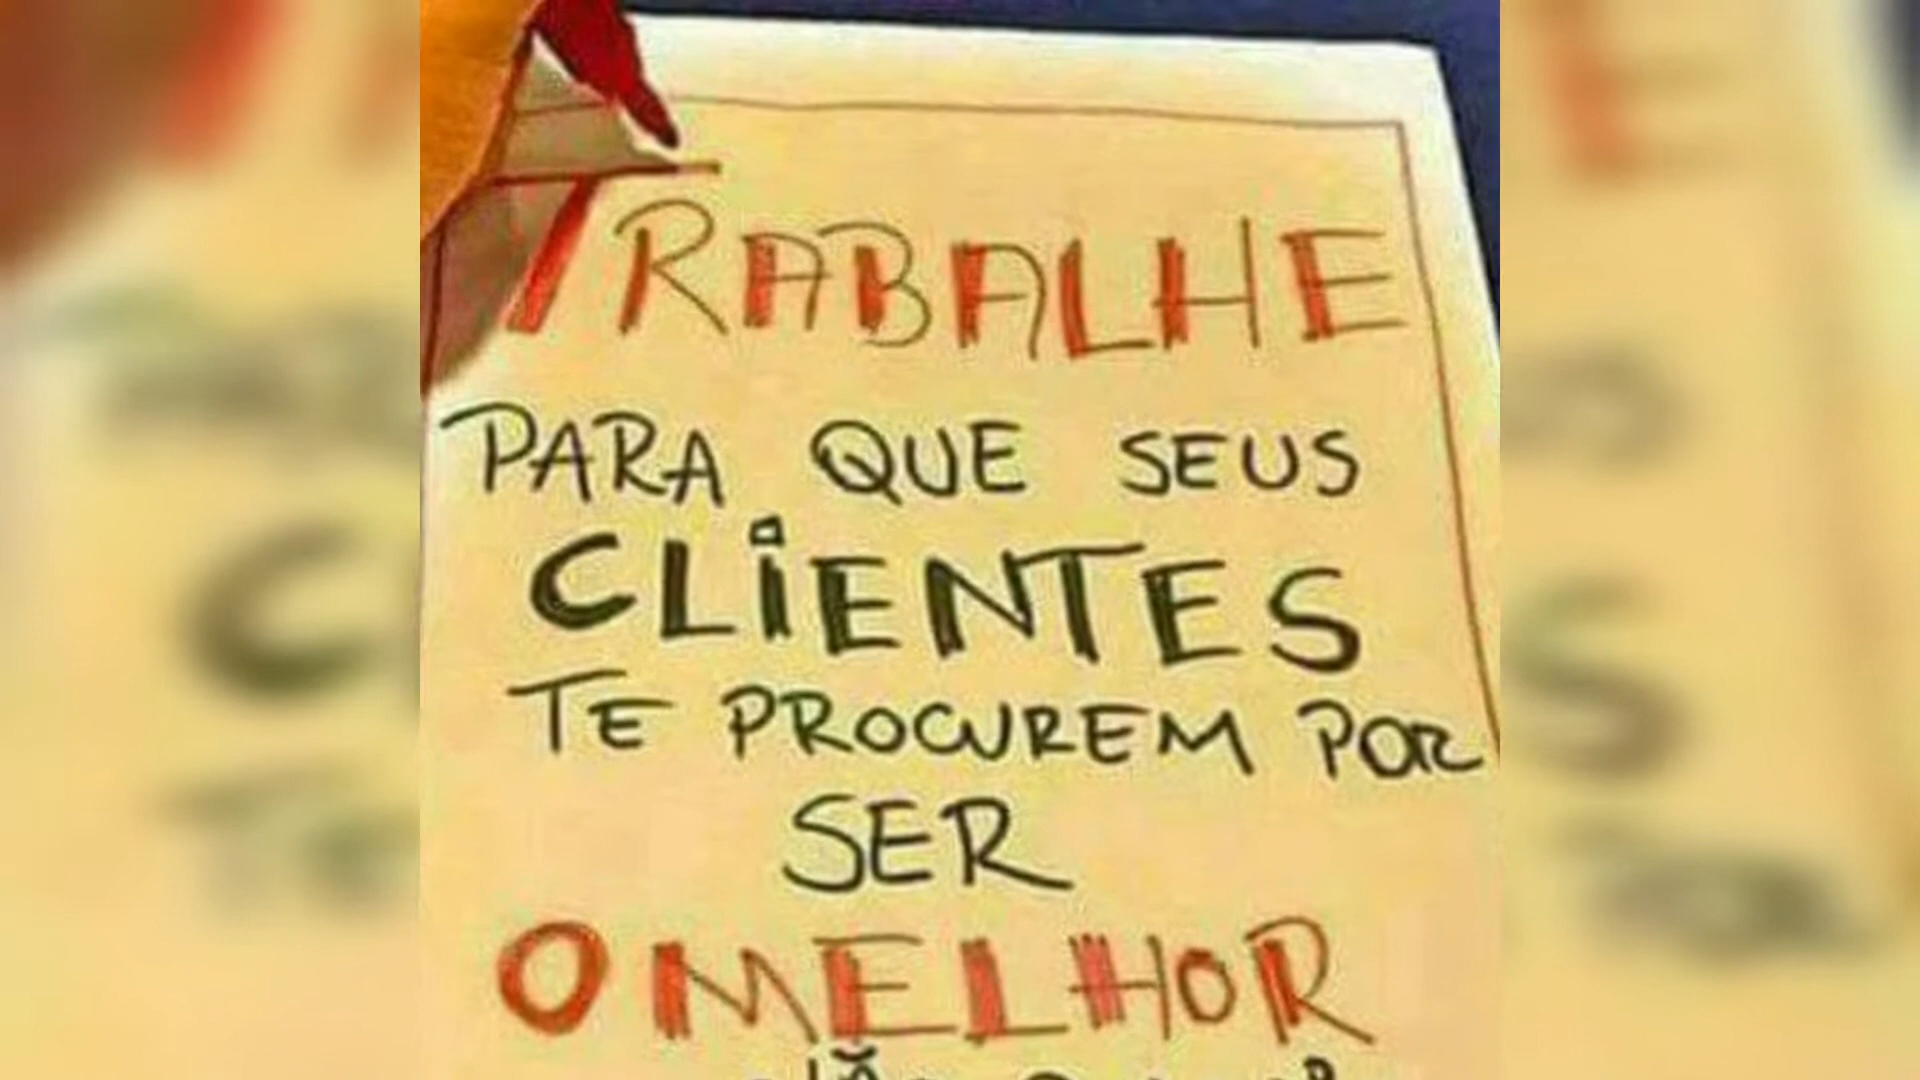 TRABALHE
PARA QUE SEUS
CLiENTES
TE PROCUREM POR
SER
O MELHOR